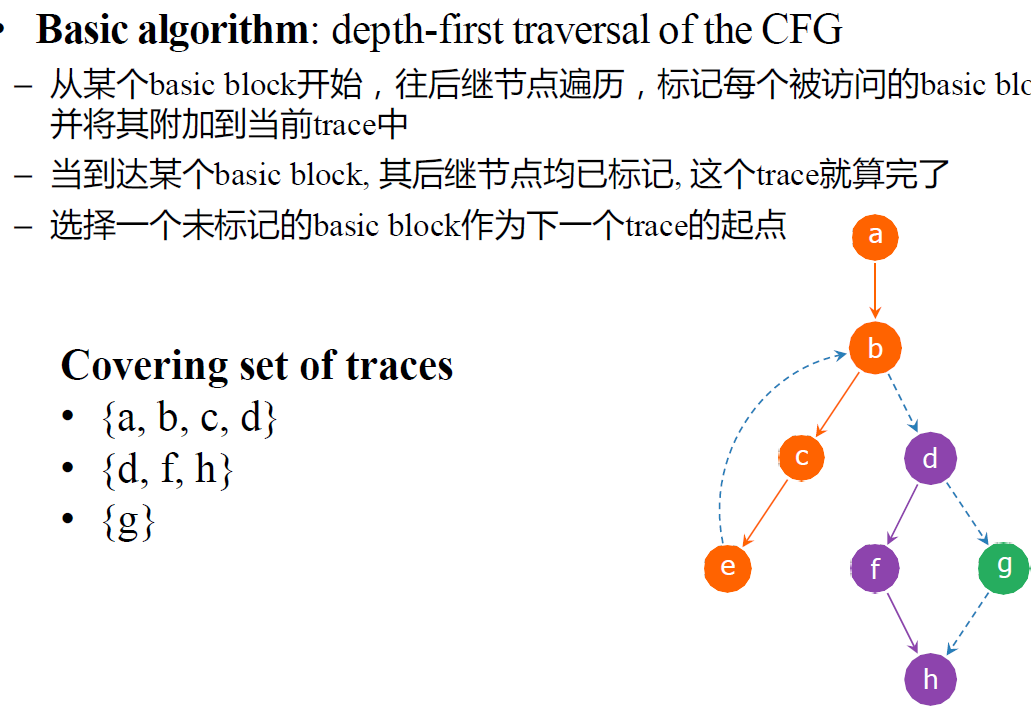 • Basic algorithm: depth-first traversal of the CFG
– 从某个basic block开始，往后继节点遍历，标记每个被访问的basic blo
并将其附加到当前trace中
– 当到达某个basic block, 其后继节点均已标记, 这个trace就算完了
– 选择一个未标记的basic block作为下一个trace的起点
Covering set of traces
• {a, b, c, d}
• {d, f, h}
• {g}
a
b
c
d
e
f
g
h